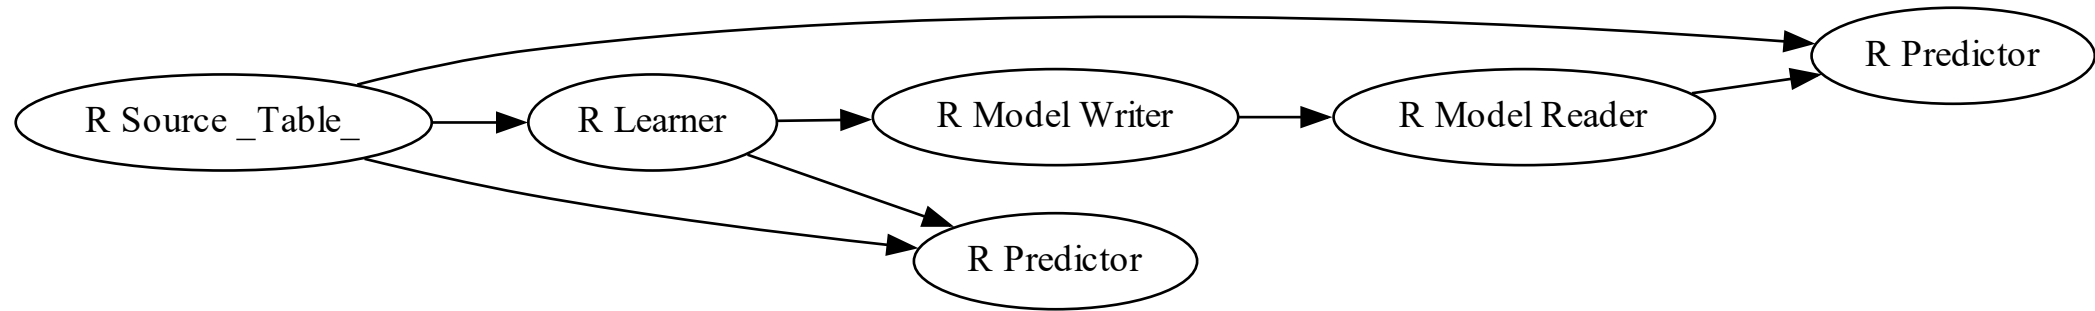 R Source _Table_
R Learner
R Model Writer
R Model Reader
R Predictor
R Predictor